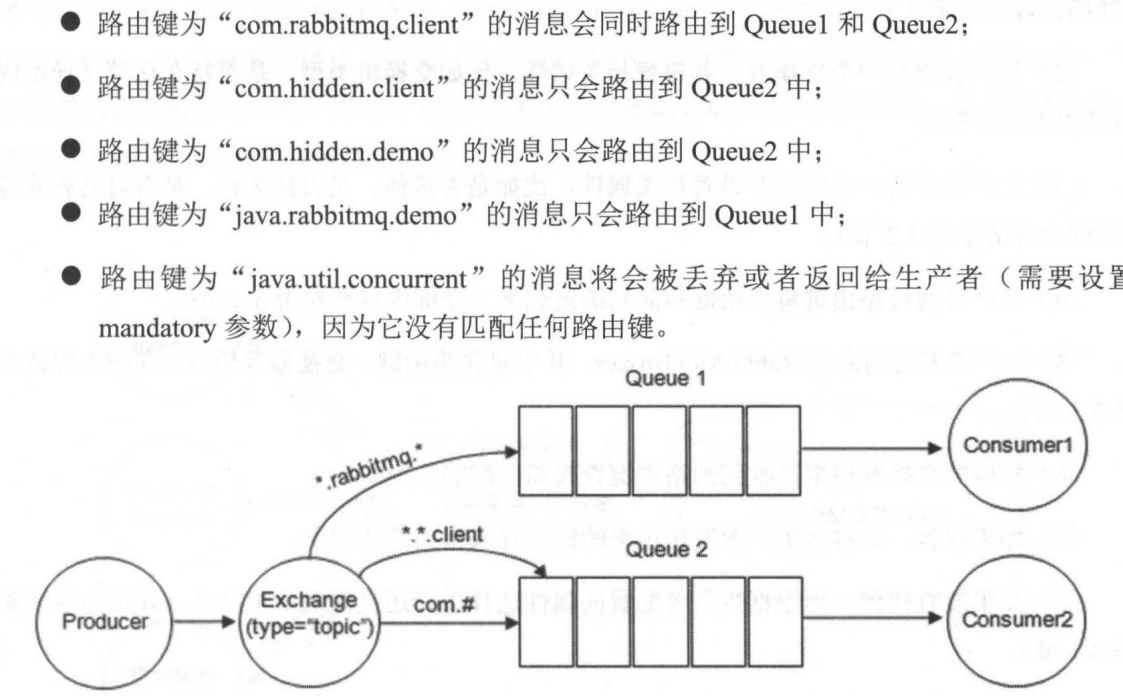 ● 路由键为“com.rabbitmq.client”的消息会同时路由到 Queue1 和 Queue2；
● 路由键为“com.hidden.client”的消息只会路由到 Queue2 中；
● 路由键为“com.hidden.demo”的消息只会路由到 Queue2 中；
● 路由键为“java.rabbitmq.demo”的消息只会路由到 Queue1 中；
● 路由键为“java.util.concurrent”的消息将会被丢弃或者返回给生产者（需要设置
mandatory 参数），因为它没有匹配任何路由键。
Queue 1
*.rabbitmq.*
Consumer1
*.*.client
Queue 2
Producer
Exchange
(type="topic")
com.#
Consumer2